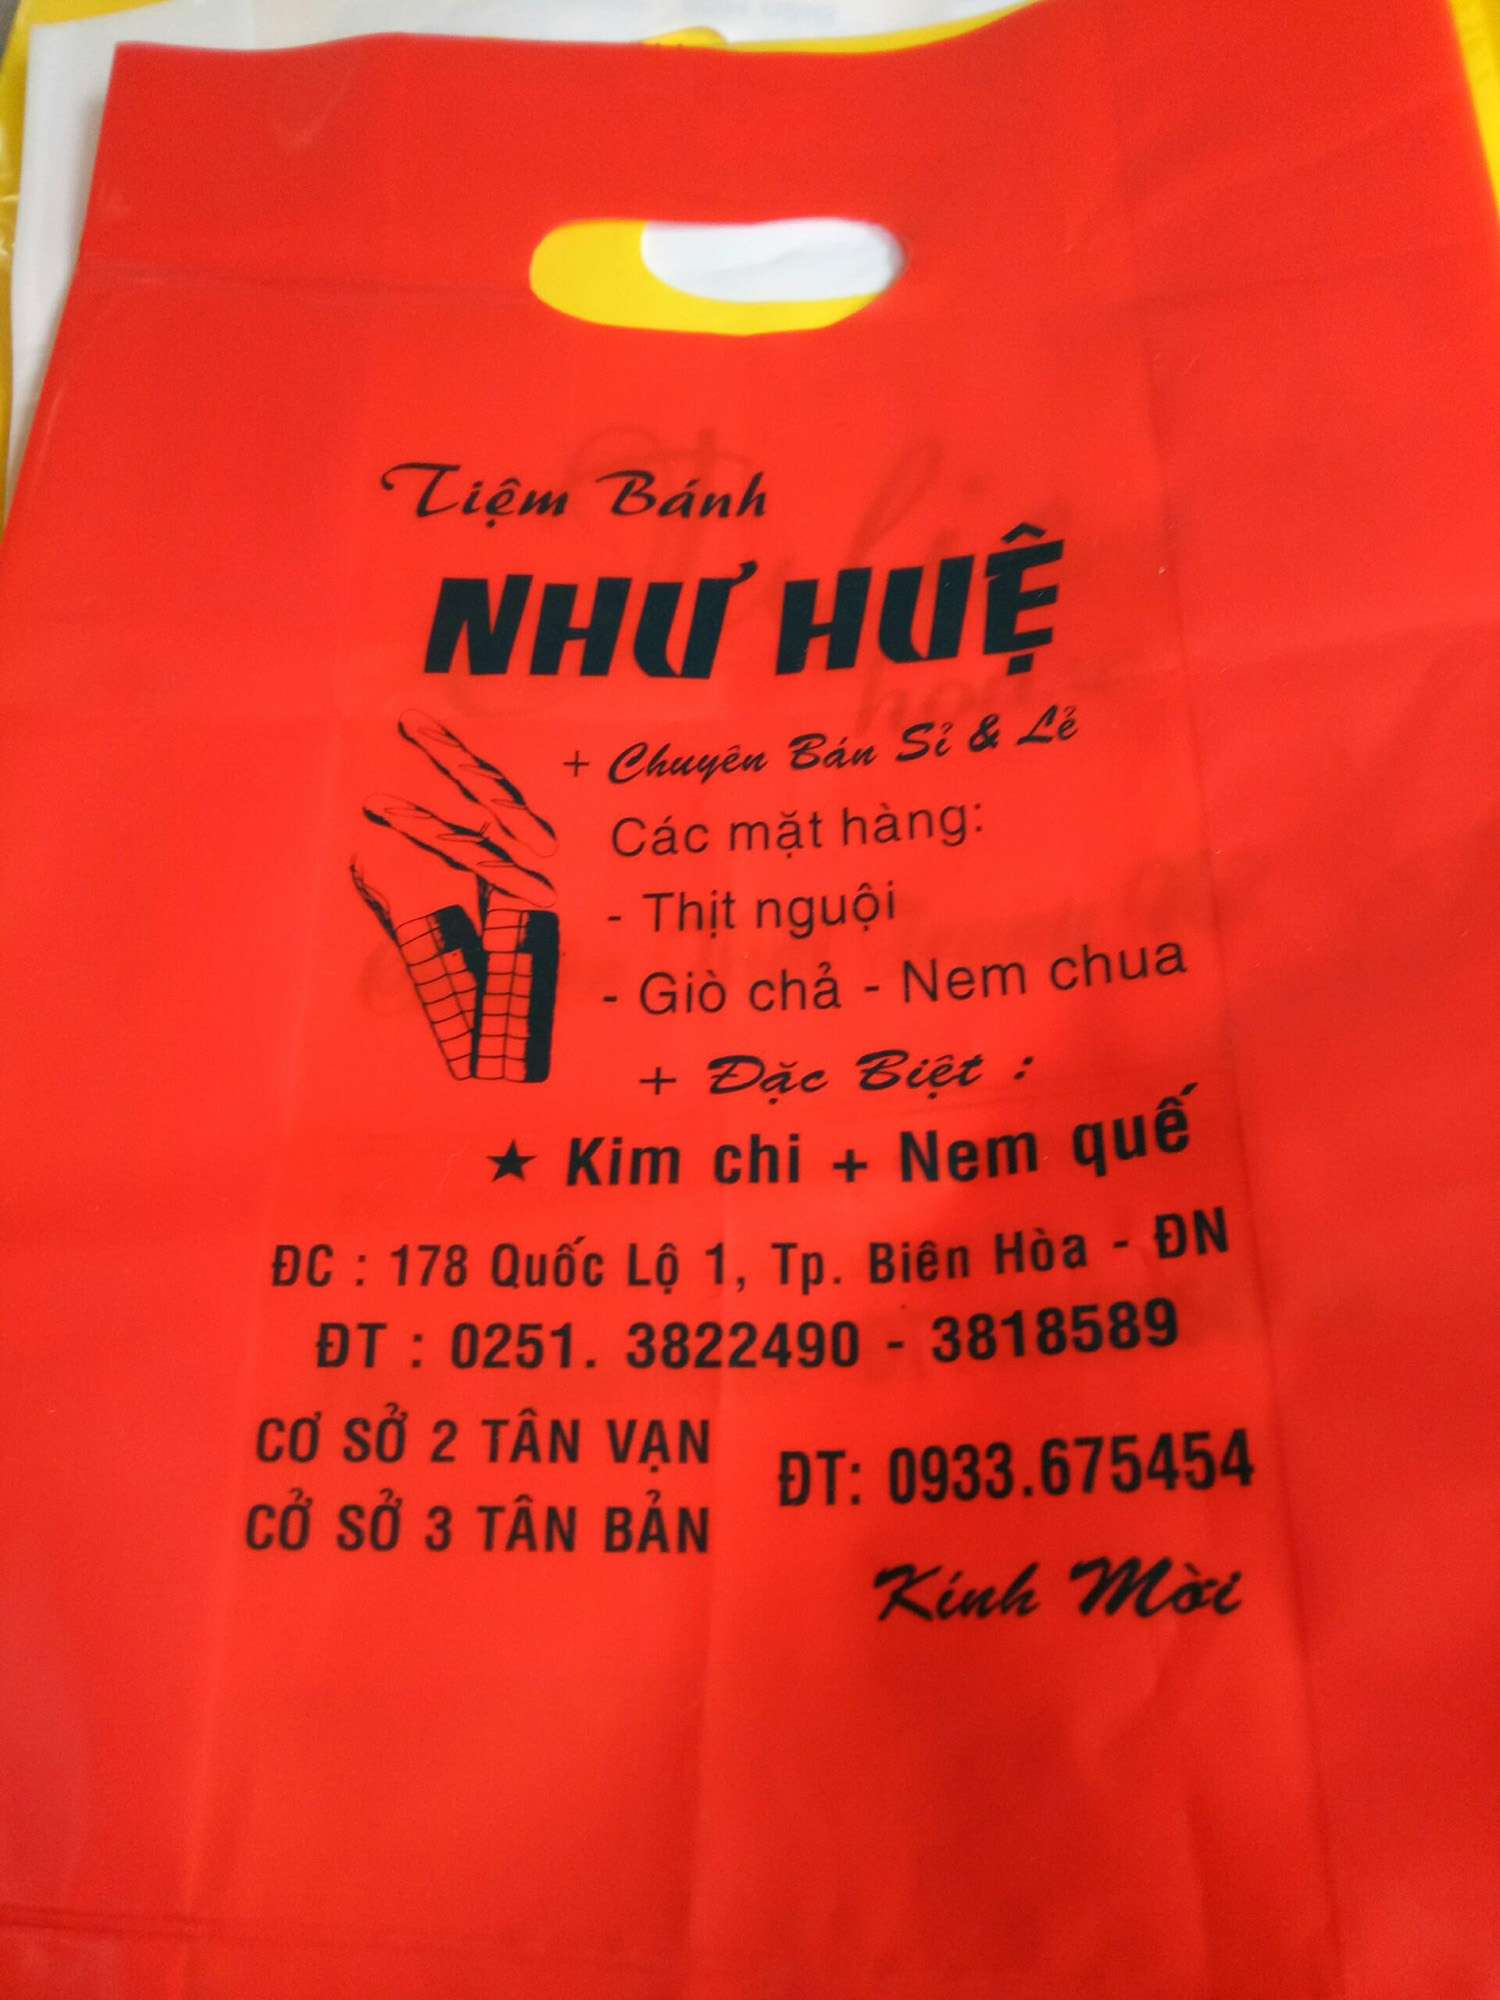 Tiệm Bánh
NHƯ HUỆ
+ Chuyên Bán Sỉ & Lẻ
Các mặt hàng:
- Thịt nguội
- Giò chả - Nem chua
+ Đặc Biệt :
★ Kim chi + Nem quế
ĐC : 178 Quốc Lộ 1, Tp. Biên Hòa - ĐN
ĐT : 0251. 3822490 - 3818589
CƠ SỞ 2 TÂN VẠN
CỞ SỞ 3 TÂN BẢN
ĐT: 0933.675454
Kính Mời